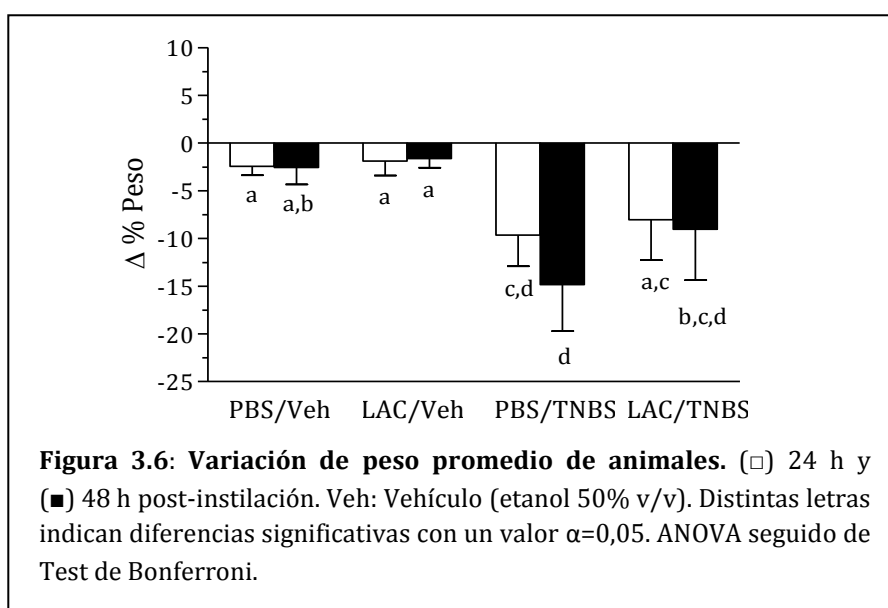 10
5
0
-5
-10
-15
-20
-25
Δ % Peso
a
a,b
a
a
c,d
d
a,c
b,c,d
PBS/Veh LAC/Veh PBS/TNBS LAC/TNBS
Figura 3.6: Variación de peso promedio de animales. (□) 24 h y
(■) 48 h post-instilación. Veh: Vehículo (etanol 50% v/v). Distintas letras
indican diferencias significativas con un valor α=0,05. ANOVA seguido de
Test de Bonferroni.